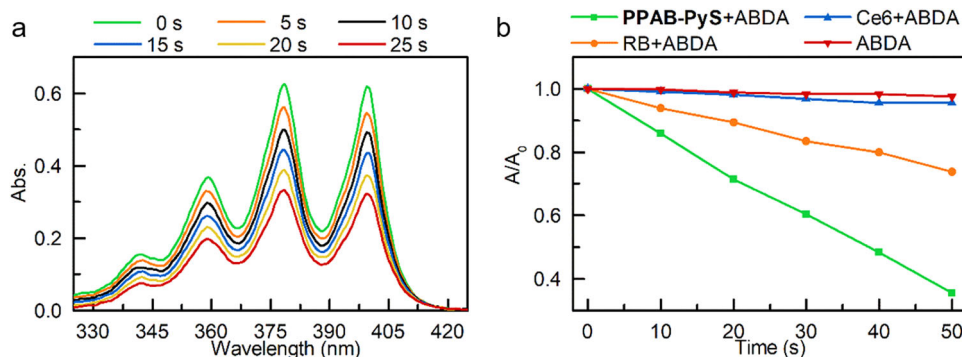 a
0 s 5 s 10 s
15 s 20 s 25 s
Abs.
0.6
0.4
0.2
0.0
330 345 360 375 390 405 420
Wavelength (nm)
b
PPAB-PyS+ABDA Ce6+ABDA
RB+ABDA ABDA
A/A0
1.0
0.8
0.6
0.4
0 10 20 30 40 50
Time (s)